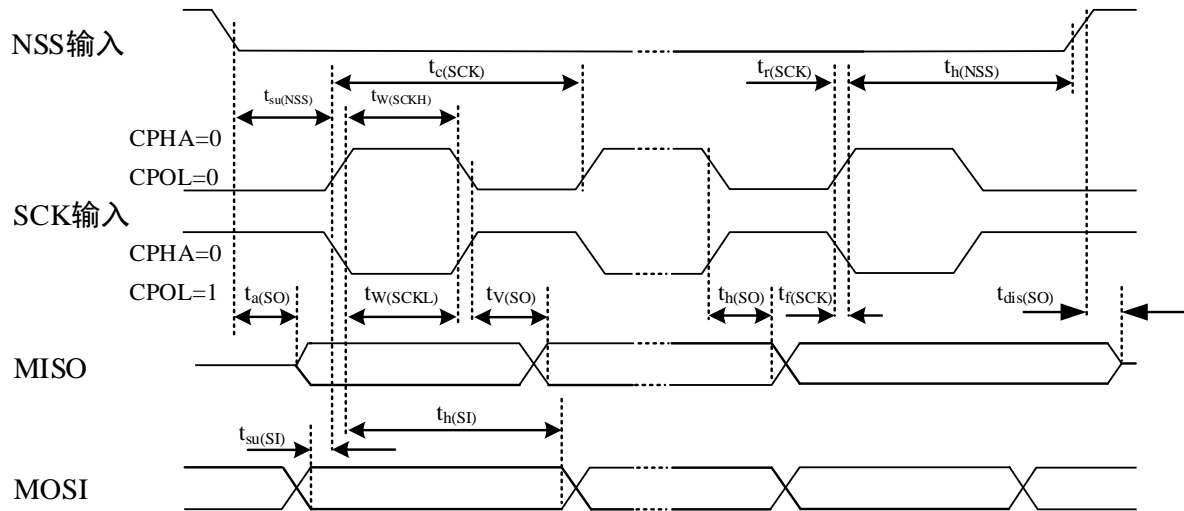 NSS输入
tc(SCK)
tr(SCK)
th(NSS)
tsu(NSS)
tW(SCKH)
CPHA=0
CPOL=0
SCK输入
CPHA=0
CPOL=1
ta(SO)
tW(SCKL)
tV(SO)
th(SO)
tf(SCK)
tdis(SO)
MISO
th(SI)
tsu(SI)
MOSI